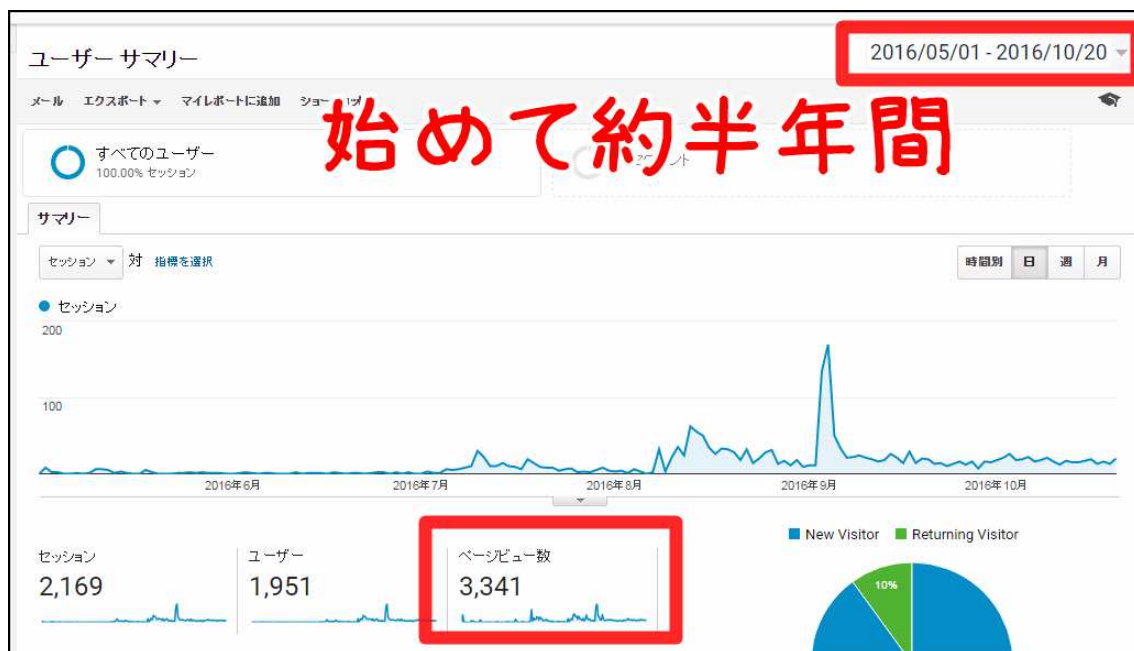 ユーザー サマリー
2016/05/01 - 2016/10/20
メール エクスポート マイレポートに追加
始めて約半年間
すべてのユーザー
100.00% セッション
サマリー
セッション 対 指標を選択
時間別 日 週 月
セッション
200
100
2016年6月 2016年7月 2016年8月 2016年9月 2016年10月
New Visitor Returning Visitor
セッション ユーザー ページビュー数
2,169 1,951 3,341
10%